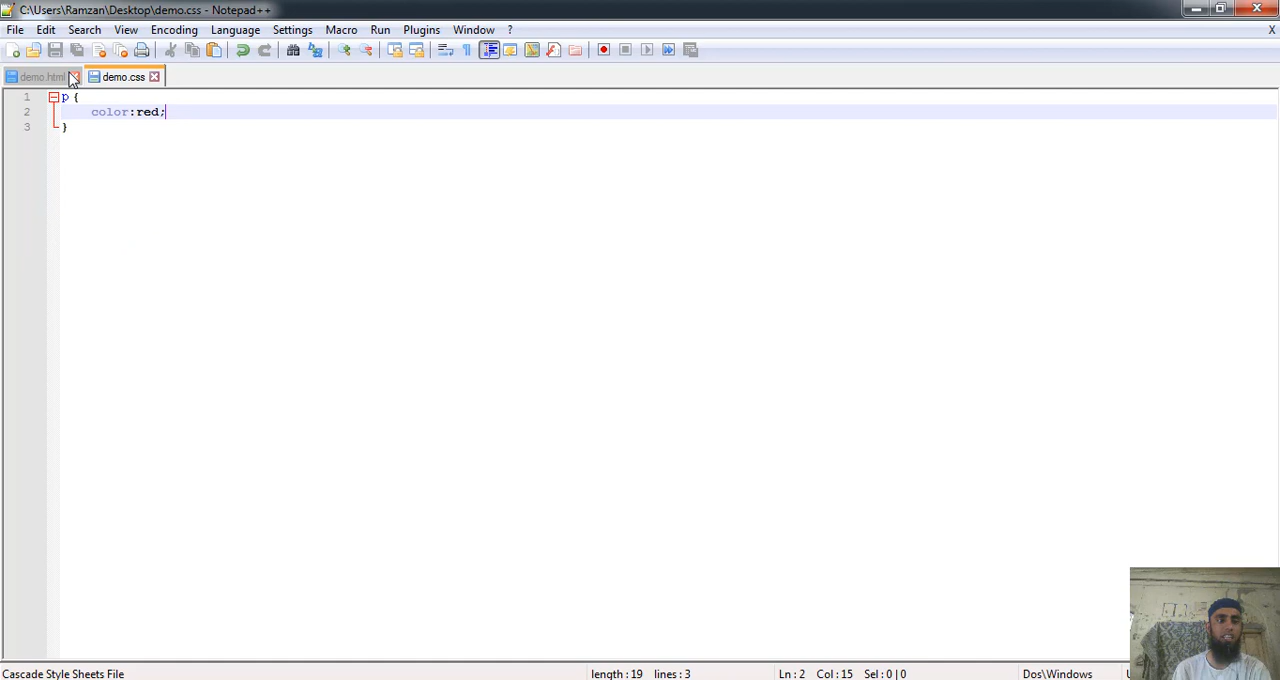 C:\Users\Ramzan\Desktop\demo.css - Notepad++
File Edit Search View Encoding Language Settings Macro Run Plugins Window ? X
demo.html demo.css
1 p {
2 color:red;
3 }
Cascade Style Sheets File length : 19 lines : 3 Ln : 2 Col : 15 Sel : 0 | 0 Dos\Windows